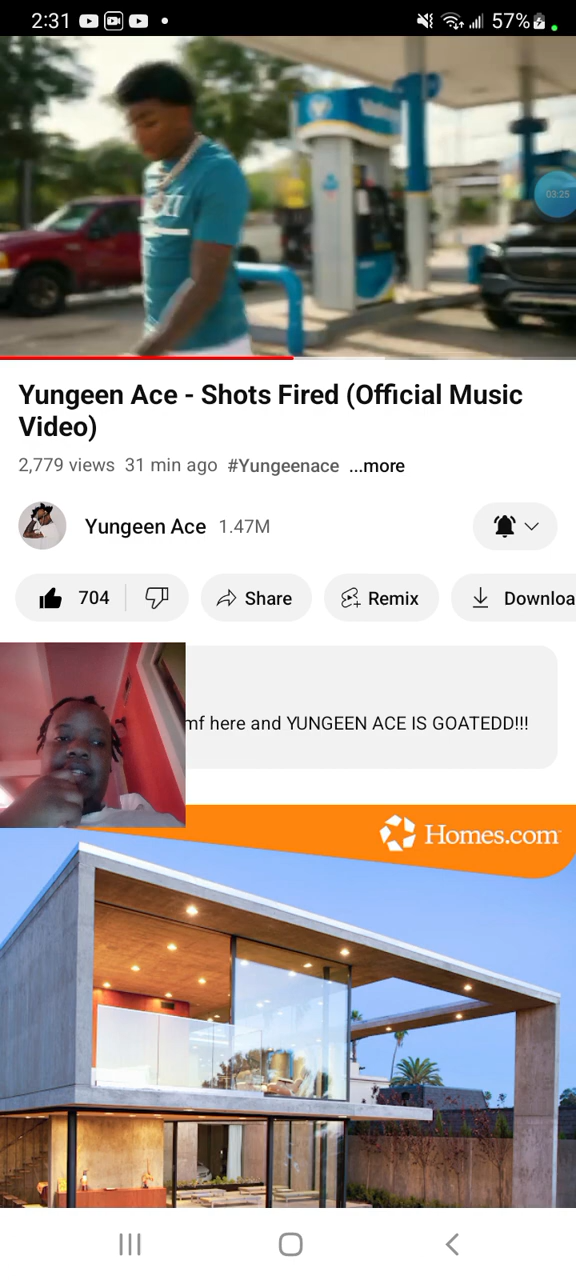 2:31
57%
03:25
Yungeen Ace - Shots Fired (Official Music
Video)
2,779 views 31 min ago #Yungeenace ...more
Yungeen Ace 1.47M
704 Share Remix Downloa
mf here and YUNGEEN ACE IS GOATEDD!!!
Homes.com